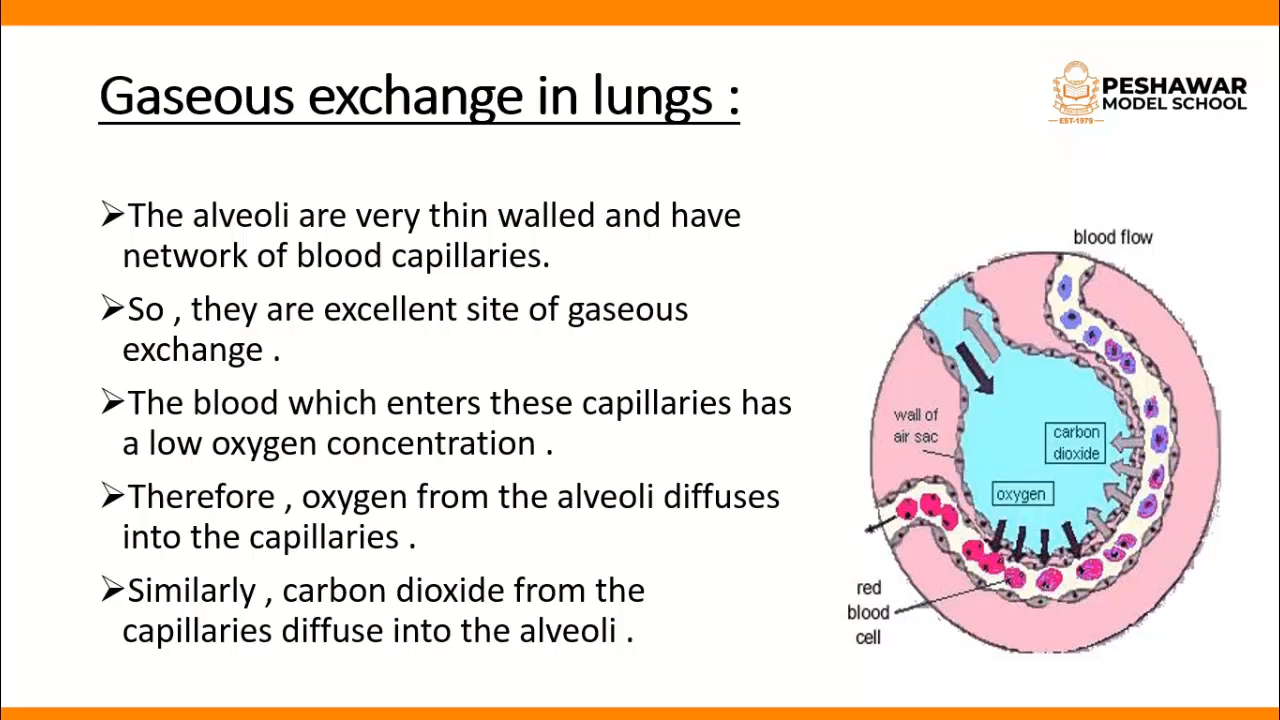 Gaseous exchange in lungs :
PESHAWAR
MODEL SCHOOL
EST-1979
➢The alveoli are very thin walled and have
network of blood capillaries.
➢So , they are excellent site of gaseous
exchange .
➢The blood which enters these capillaries has
a low oxygen concentration .
➢Therefore , oxygen from the alveoli diffuses
into the capillaries .
➢Similarly , carbon dioxide from the
capillaries diffuse into the alveoli .
blood flow
wall of
air sac
carbon
dioxide
oxygen
red
blood
cell